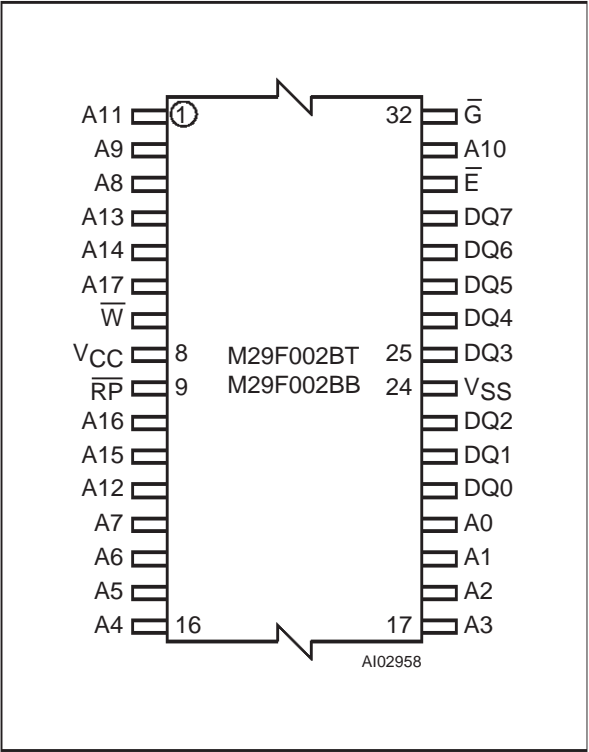 A11 1 32 G̅
A9 A10
A8 E̅
A13 DQ7
A14 DQ6
A17 DQ5
W̅ DQ4
VCC 8 M29F002BT 25 DQ3
R̅P̅ 9 M29F002BB 24 VSS
A16 DQ2
A15 DQ1
A12 DQ0
A7 A0
A6 A1
A5 A2
A4 16 17 A3
AI02958